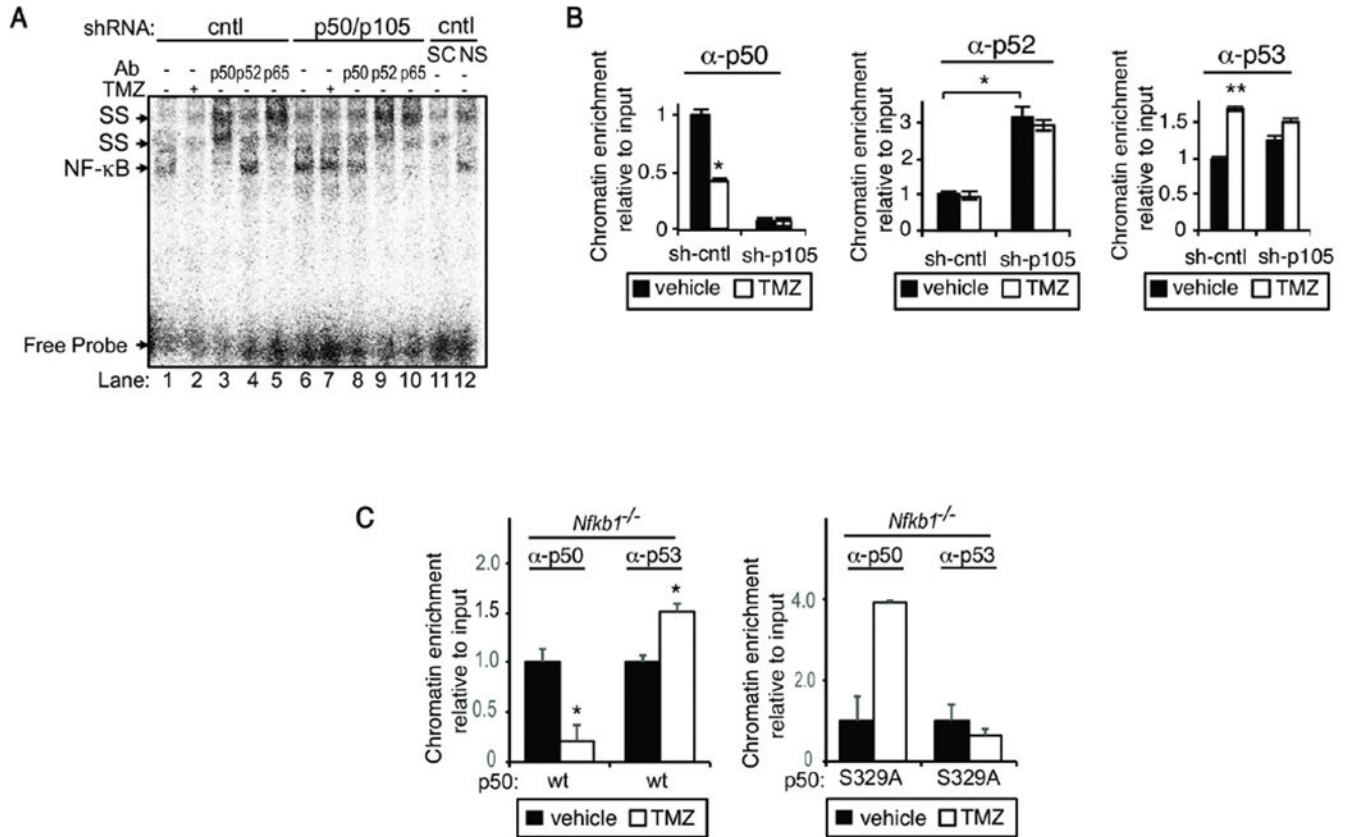 A
shRNA: cntl p50/p105 cntl
SC NS
Ab - - p50 p52 p65 - - p50 p52 p65 - -
TMZ - + - - - - + - - - - -
SS
SS
NF-κB
Free Probe
Lane: 1 2 3 4 5 6 7 8 9 10 11 12
B
α-p50
Chromatin enrichment
relative to input
1
0.5
0
*
sh-cntl sh-p105
vehicle TMZ
α-p52
Chromatin enrichment
relative to input
3
2
1
0
*
sh-cntl sh-p105
vehicle TMZ
α-p53
Chromatin enrichment
relative to input
1.5
1
0.5
0
**
sh-cntl sh-p105
vehicle TMZ
C
Nfkb1-/-
α-p50 α-p53
Chromatin enrichment
relative to input
2.0
1.5
1.0
0.5
0
*
*
p50: wt wt
vehicle TMZ
Nfkb1-/-
α-p50 α-p53
Chromatin enrichment
relative to input
4.0
2.0
0
p50: S329A S329A
vehicle TMZ